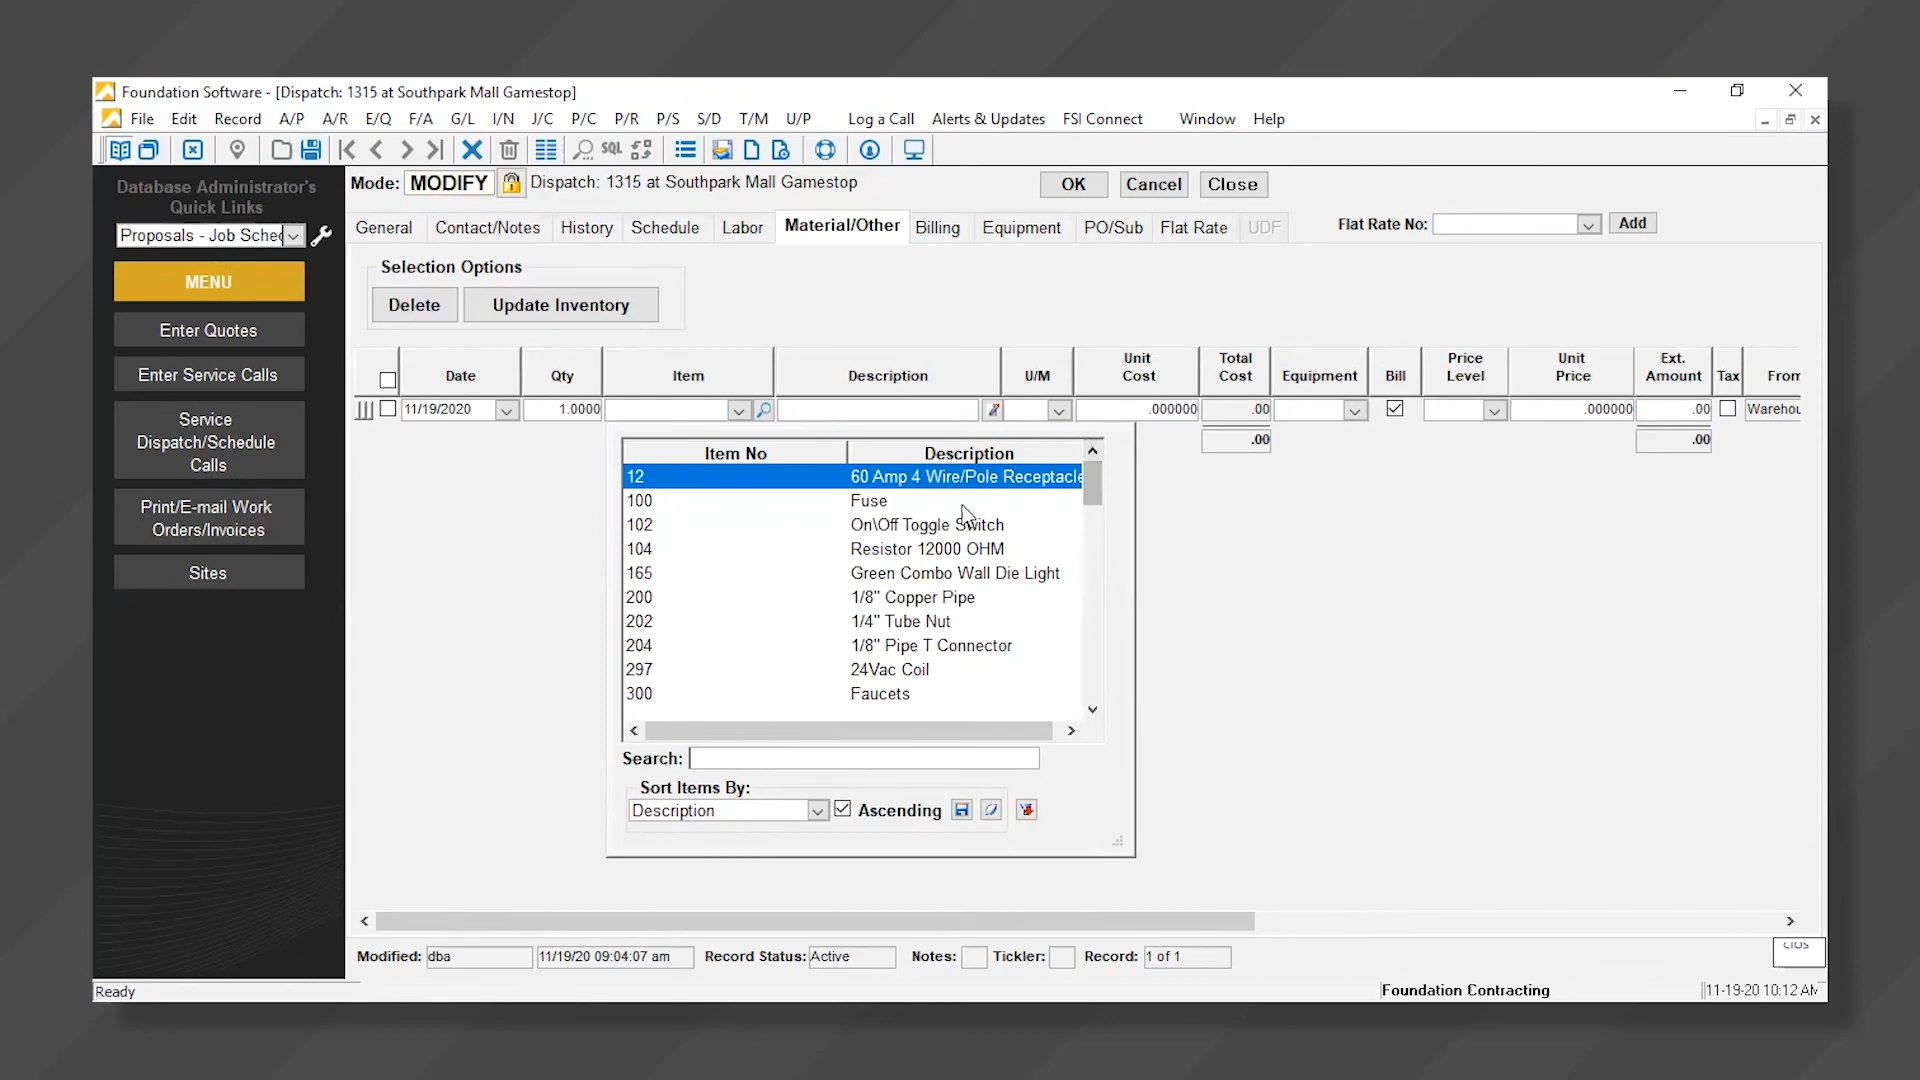 Foundation Software - [Dispatch: 1315 at Southpark Mall Gamestop]
File Edit Record A/P A/R E/Q F/A G/L I/N J/C P/C P/R P/S S/D T/M U/P Log a Call Alerts & Updates FSI Connect Window Help
SQL
Database Administrator's
Quick Links
Proposals - Job Sched
MENU
Enter Quotes
Enter Service Calls
Service
Dispatch/Schedule
Calls
Print/E-mail Work
Orders/Invoices
Sites
Mode: MODIFY Dispatch: 1315 at Southpark Mall Gamestop OK Cancel Close
General Contact/Notes History Schedule Labor Material/Other Billing Equipment PO/Sub Flat Rate UDF Flat Rate No: Add
Selection Options
Delete Update Inventory
Date Qty Item Description U/M Unit Cost Total Cost Equipment Bill Price Level Unit Price Ext. Amount Tax From
11/19/2020 1.0000 .000000 .00 .000000 .00 Warehou
.00 .00
Item No Description
12 60 Amp 4 Wire/Pole Receptacle
100 Fuse
102 On\Off Toggle Switch
104 Resistor 12000 OHM
165 Green Combo Wall Die Light
200 1/8" Copper Pipe
202 1/4" Tube Nut
204 1/8" Pipe T Connector
297 24Vac Coil
300 Faucets
Search:
Sort Items By:
Description Ascending
Modified: dba 11/19/20 09:04:07 am Record Status: Active Notes: Tickler: Record: 1 of 1
Ready Foundation Contracting 11-19-20 10:12 AM